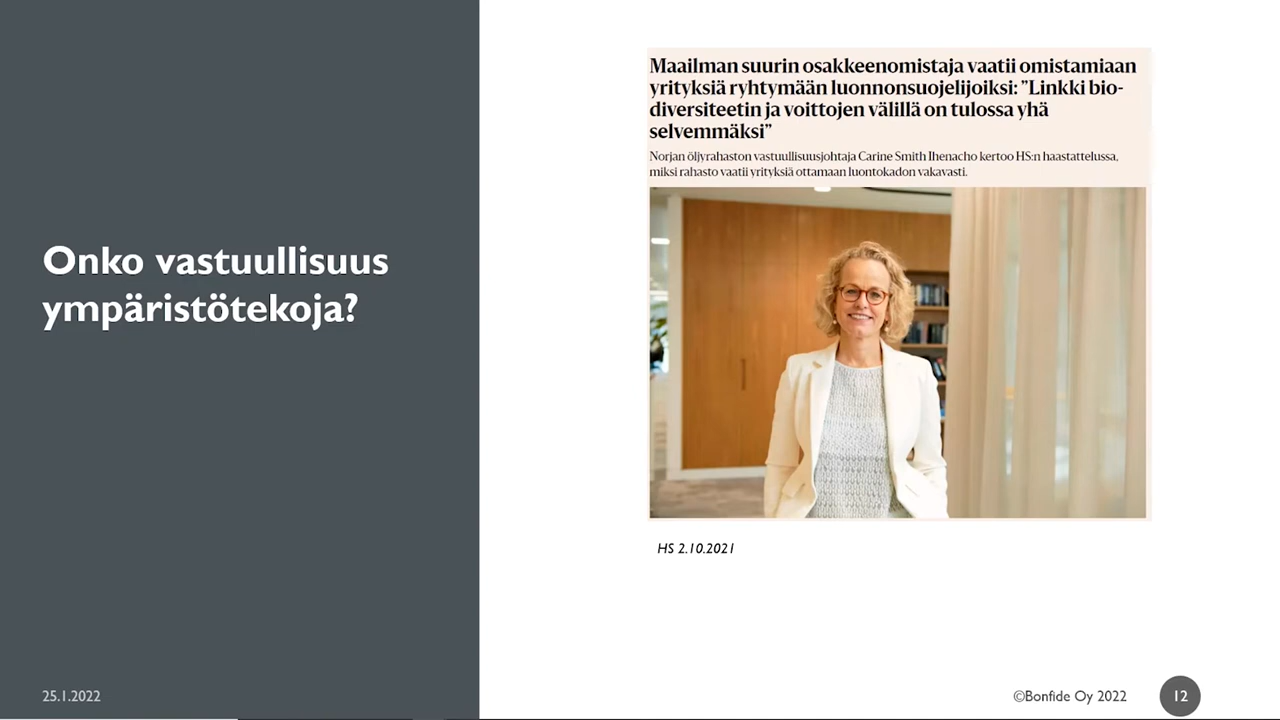 Onko vastuullisuus
ympäristötekoja?
Maailman suurin osakkeenomistaja vaatii omistamiaan
yrityksiä ryhtymään luonnonsuojelijoiksi: ”Linkki bio-
diversiteetin ja voittojen välillä on tulossa yhä
selvemmäksi”
Norjan öljyrahaston vastuullisuusjohtaja Carine Smith Ihenacho kertoo HS:n haastattelussa,
miksi rahasto vaatii yrityksiä ottamaan luontokadon vakavasti.
HS 2.10.2021
25.1.2022
©Bonfide Oy 2022
12